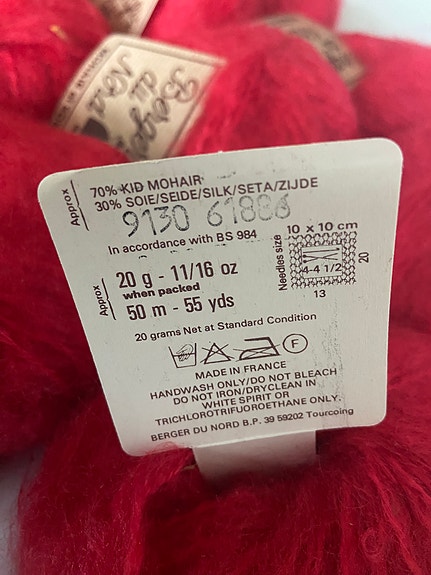 Berger
du
Nord
Approx
70% KID MOHAIR
30% SOIE/SEIDE/SILK/SETA/ZIJDE
9130 61886
In accordance with BS 984
Approx
20 g - 11/16 oz
when packed
50 m - 55 yds
Needles size
10 x 10 cm
4-4 1/2
20
13
20 grams Net at Standard Condition
F
MADE IN FRANCE
HANDWASH ONLY/DO NOT BLEACH
DO NOT IRON/DRYCLEAN IN
WHITE SPIRIT OR
TRICHLOROTRIFUOROETHANE ONLY.
BERGER DU NORD B.P. 39 59202 Tourcoing